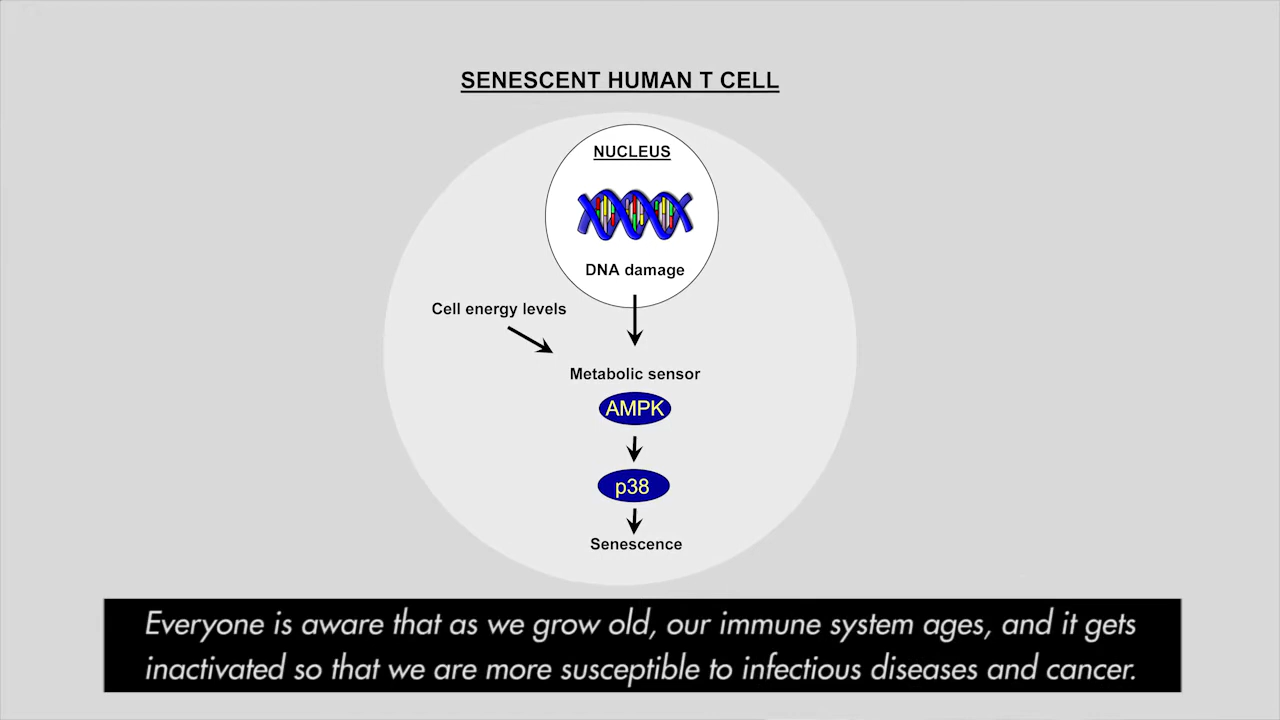 SENESCENT HUMAN T CELL
NUCLEUS
DNA damage
Cell energy levels
Metabolic sensor
AMPK
p38
Senescence
Everyone is aware that as we grow old, our immune system ages, and it gets
inactivated so that we are more susceptible to infectious diseases and cancer.